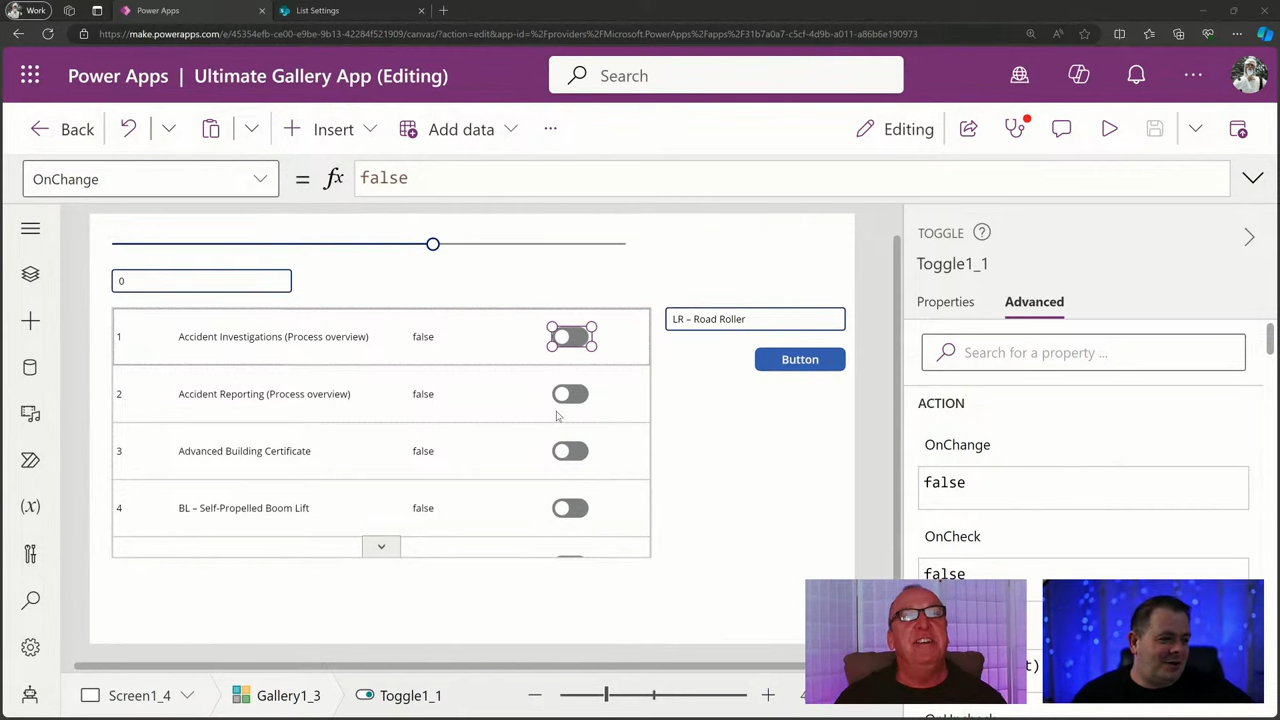 Work
Power Apps
List Settings
https://make.powerapps.com/e/45354efb-ce00-e9be-9b13-42284f521909/canvas/?action=edit&app-id=%2Fproviders%2FMicrosoft.PowerApps%2Fapps%2F31b7a0a7-c5cf-4d9b-a011-a86b6e190973
Power Apps | Ultimate Gallery App (Editing)
Search
Back
Insert
Add data
Editing
OnChange
= fx false
0
1 Accident Investigations (Process overview) false
2 Accident Reporting (Process overview) false
3 Advanced Building Certificate false
4 BL – Self-Propelled Boom Lift false
LR – Road Roller
Button
TOGGLE
Toggle1_1
Properties
Advanced
Search for a property ...
ACTION
OnChange
false
OnCheck
false
Screen1_4
Gallery1_3
Toggle1_1